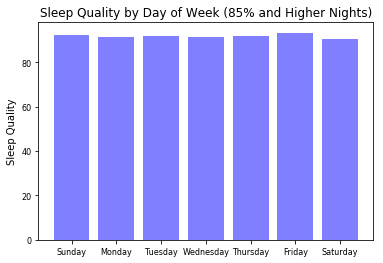 Sleep Quality by Day of Week (85% and Higher Nights)
Sleep Quality
80
60
40
20
0
Sunday Monday Tuesday Wednesday Thursday Friday Saturday